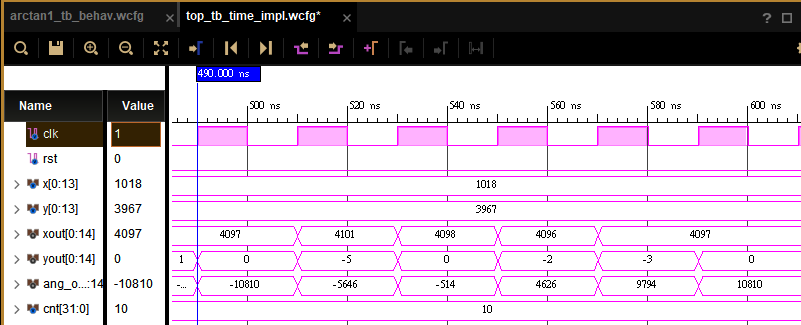 arctan1_tb_behav.wcfg
top_tb_time_impl.wcfg*
490.000 ns
500 ns 520 ns 540 ns 560 ns 580 ns 600 ns
Name Value
clk 1
rst 0
x[0:13] 1018 1018
y[0:13] 3967 3967
xout[0:14] 4097 4097 4101 4098 4096 4097
yout[0:14] 0 1 0 -5 0 -2 -3 0
ang_o...:14] -10810 -... -10810 -5646 -514 4626 9794 10810
cnt[31:0] 10 10